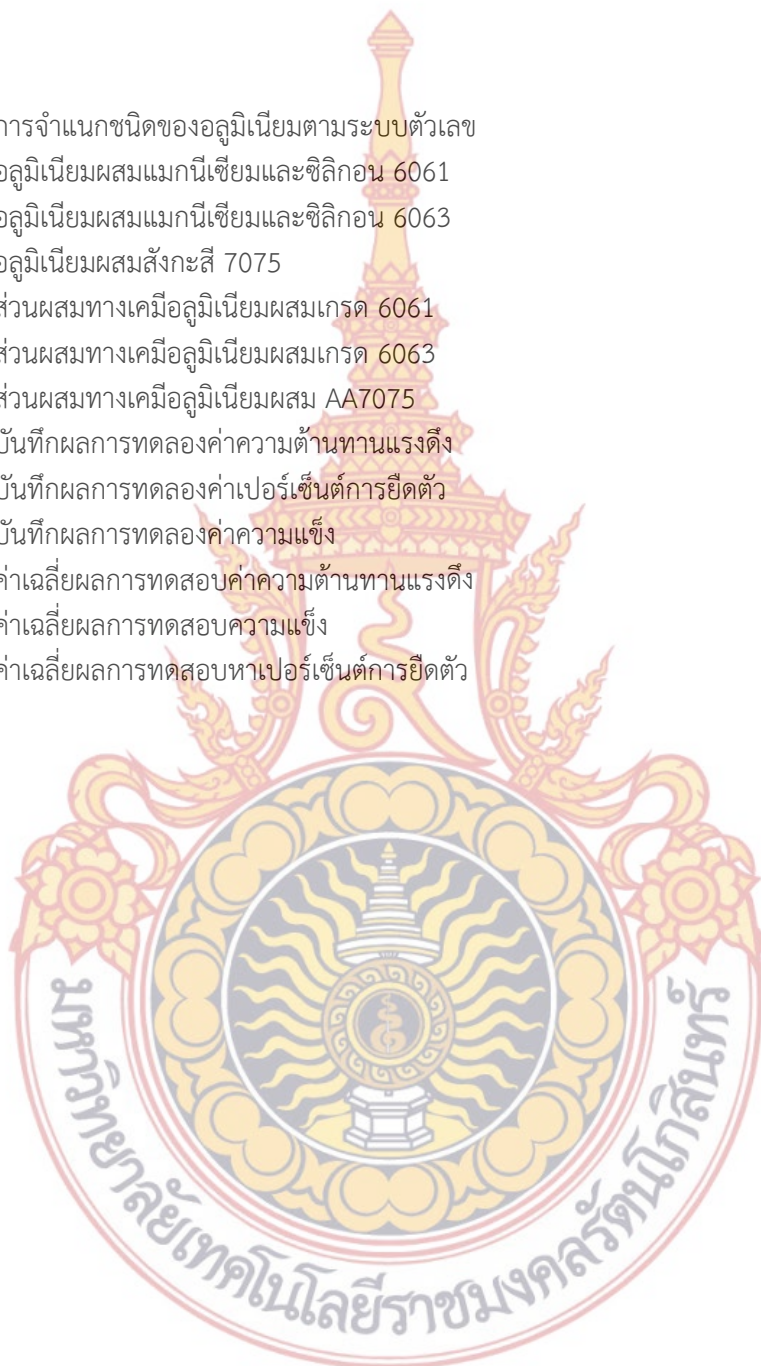 การจำแนกชนิดของอลูมิเนียมตามระบบตัวเลข
อลูมิเนียมผสมแมกนีเซียมและซิลิกอน 6061
อลูมิเนียมผสมแมกนีเซียมและซิลิกอน 6063
อลูมิเนียมผสมสังกะสี 7075
ส่วนผสมทางเคมีอลูมิเนียมผสมเกรด 6061
ส่วนผสมทางเคมีอลูมิเนียมผสมเกรด 6063
ส่วนผสมทางเคมีอลูมิเนียมผสม AA7075
บันทึกผลการทดลองค่าความต้านทานแรงดึง
บันทึกผลการทดลองค่าเปอร์เซ็นต์การยืดตัว
บันทึกผลการทดลองค่าความแข็ง
ค่าเฉลี่ยผลการทดสอบค่าความต้านทานแรงดึง
ค่าเฉลี่ยผลการทดสอบความแข็ง
ค่าเฉลี่ยผลการทดสอบหาเปอร์เซ็นต์การยืดตัว
มหาวิทยาลัยเทคโนโลยีราชมงคลรัตนโกสินทร์